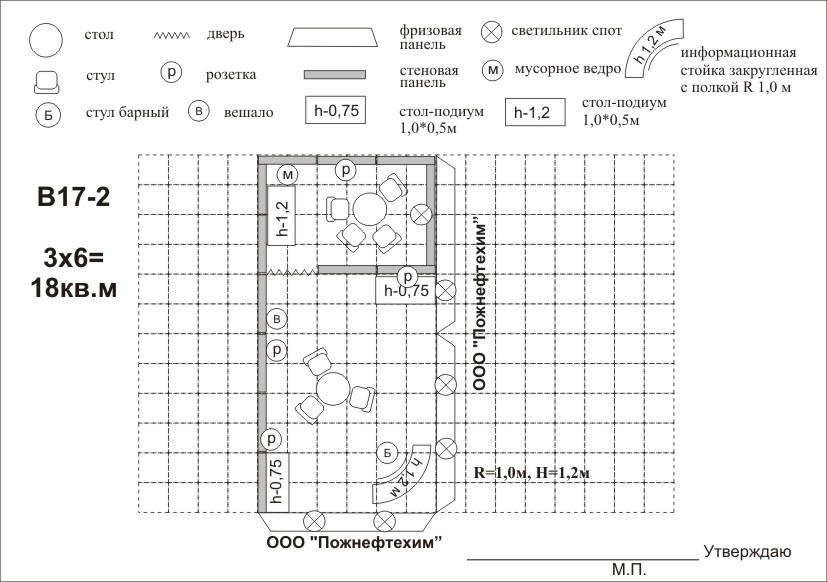 стол
дверь
фризовая
панель
светильник спот
h 1,2 м
информационная
стойка закругленная
с полкой R 1,0 м
стул
р
розетка
стеновая
панель
м
мусорное ведро
Б
стул барный
в
вешало
h-0,75
стол-подиум
1,0*0,5м
h-1,2
стол-подиум
1,0*0,5м
В17-2
3х6=
18кв.м
м
р
h-1,2
р
h-0,75
в
р
р
h-0,75
Б
h 1,2 м
ООО "Пожнефтехим”
R=1,0м, H=1,2м
ООО "Пожнефтехим”
Утверждаю
М.П.